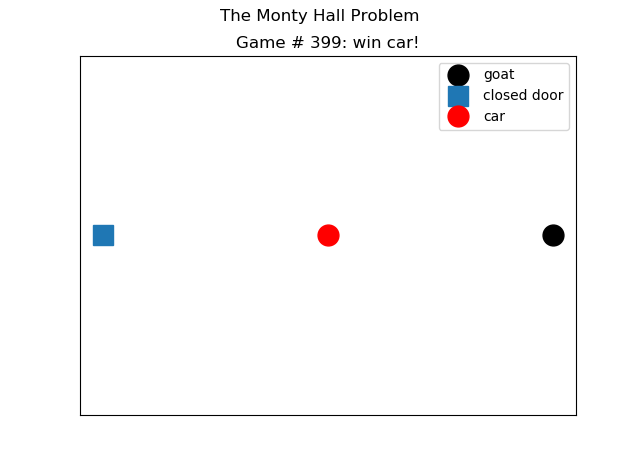 The Monty Hall Problem
Game # 399: win car!
goat
closed door
car